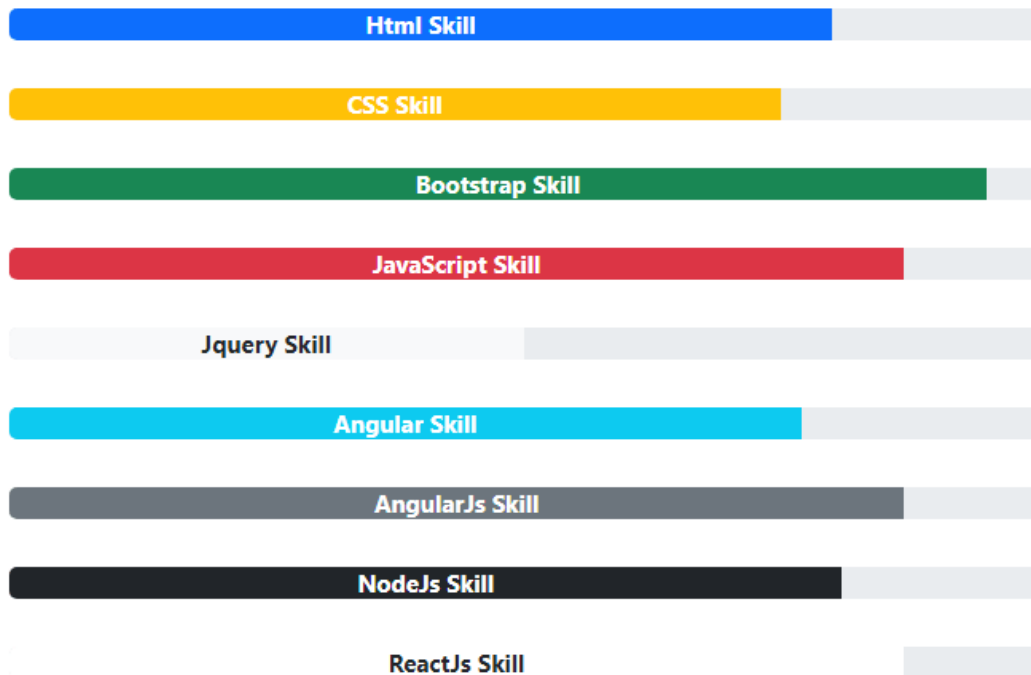 Html Skill
CSS Skill
Bootstrap Skill
JavaScript Skill
Jquery Skill
Angular Skill
AngularJs Skill
NodeJs Skill
ReactJs Skill